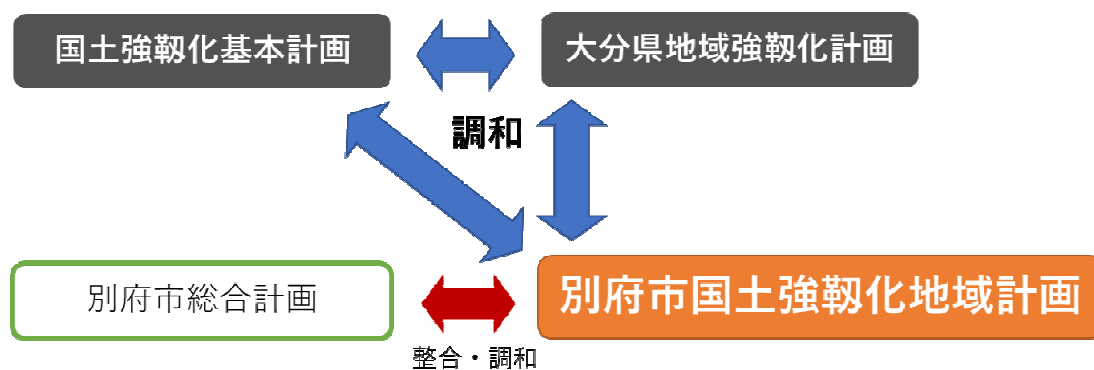 国土強靱化基本計画
大分県地域強靱化計画
調和
別府市総合計画
別府市国土強靱化地域計画
整合・調和